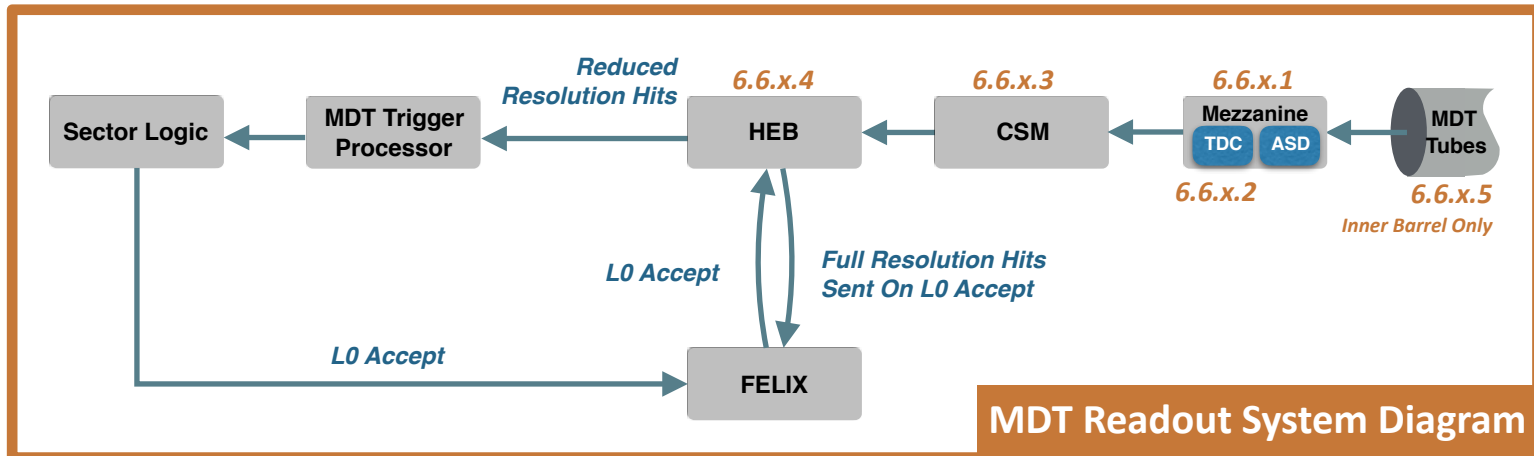 Reduced
Resolution Hits
6.6.x.4
6.6.x.3
6.6.x.1
Sector Logic
MDT Trigger
Processor
HEB
CSM
Mezzanine
TDC
ASD
MDT
Tubes
6.6.x.2
6.6.x.5
Inner Barrel Only
L0 Accept
Full Resolution Hits
Sent On L0 Accept
L0 Accept
FELIX
MDT Readout System Diagram